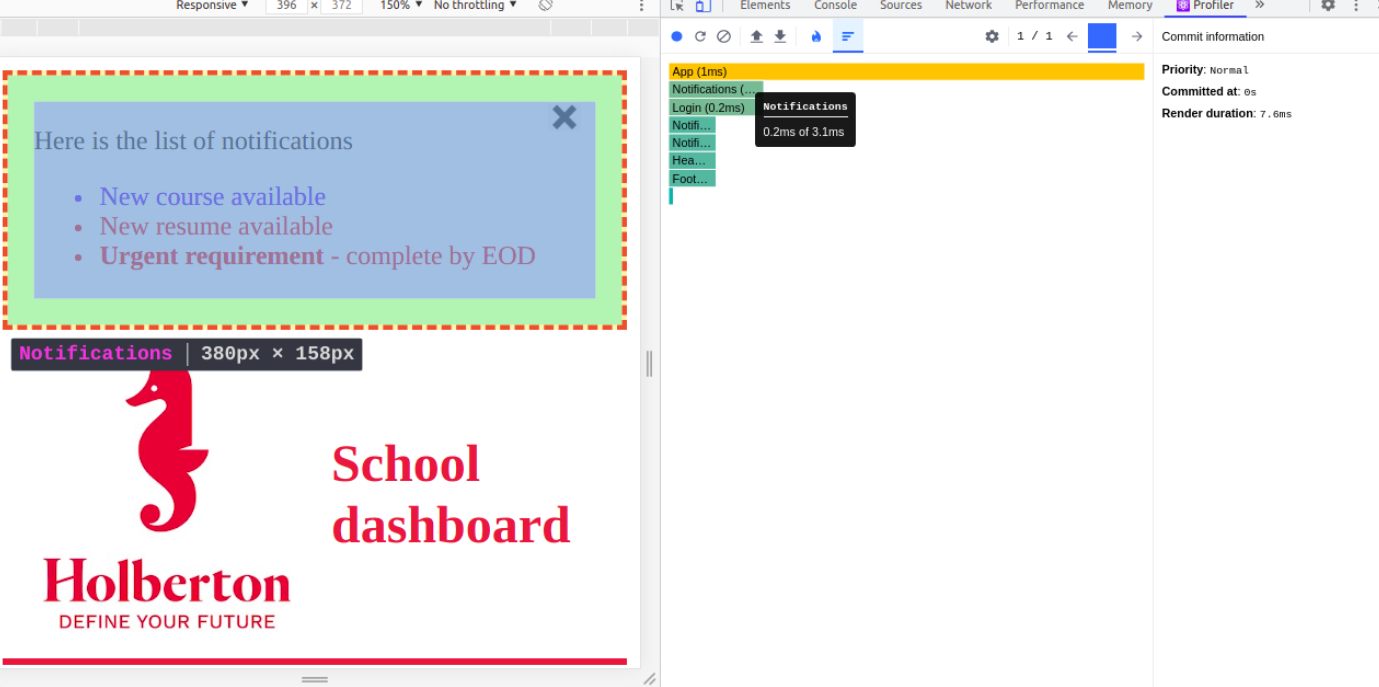 Responsive ▼ 396 × 372 150% ▼ No throttling ▼
Here is the list of notifications
• New course available
• New resume available
• Urgent requirement - complete by EOD
Notifications | 380px × 158px
School
dashboard
Holberton
DEFINE YOUR FUTURE
Elements Console Sources Network Performance Memory Profiler »
1 / 1
Commit information
App (1ms)
Notifications (...
Login (0.2ms)
Notifi...
Notifi...
Hea...
Foot...
Notifications
0.2ms of 3.1ms
Priority: Normal
Committed at: 0s
Render duration: 7.6ms